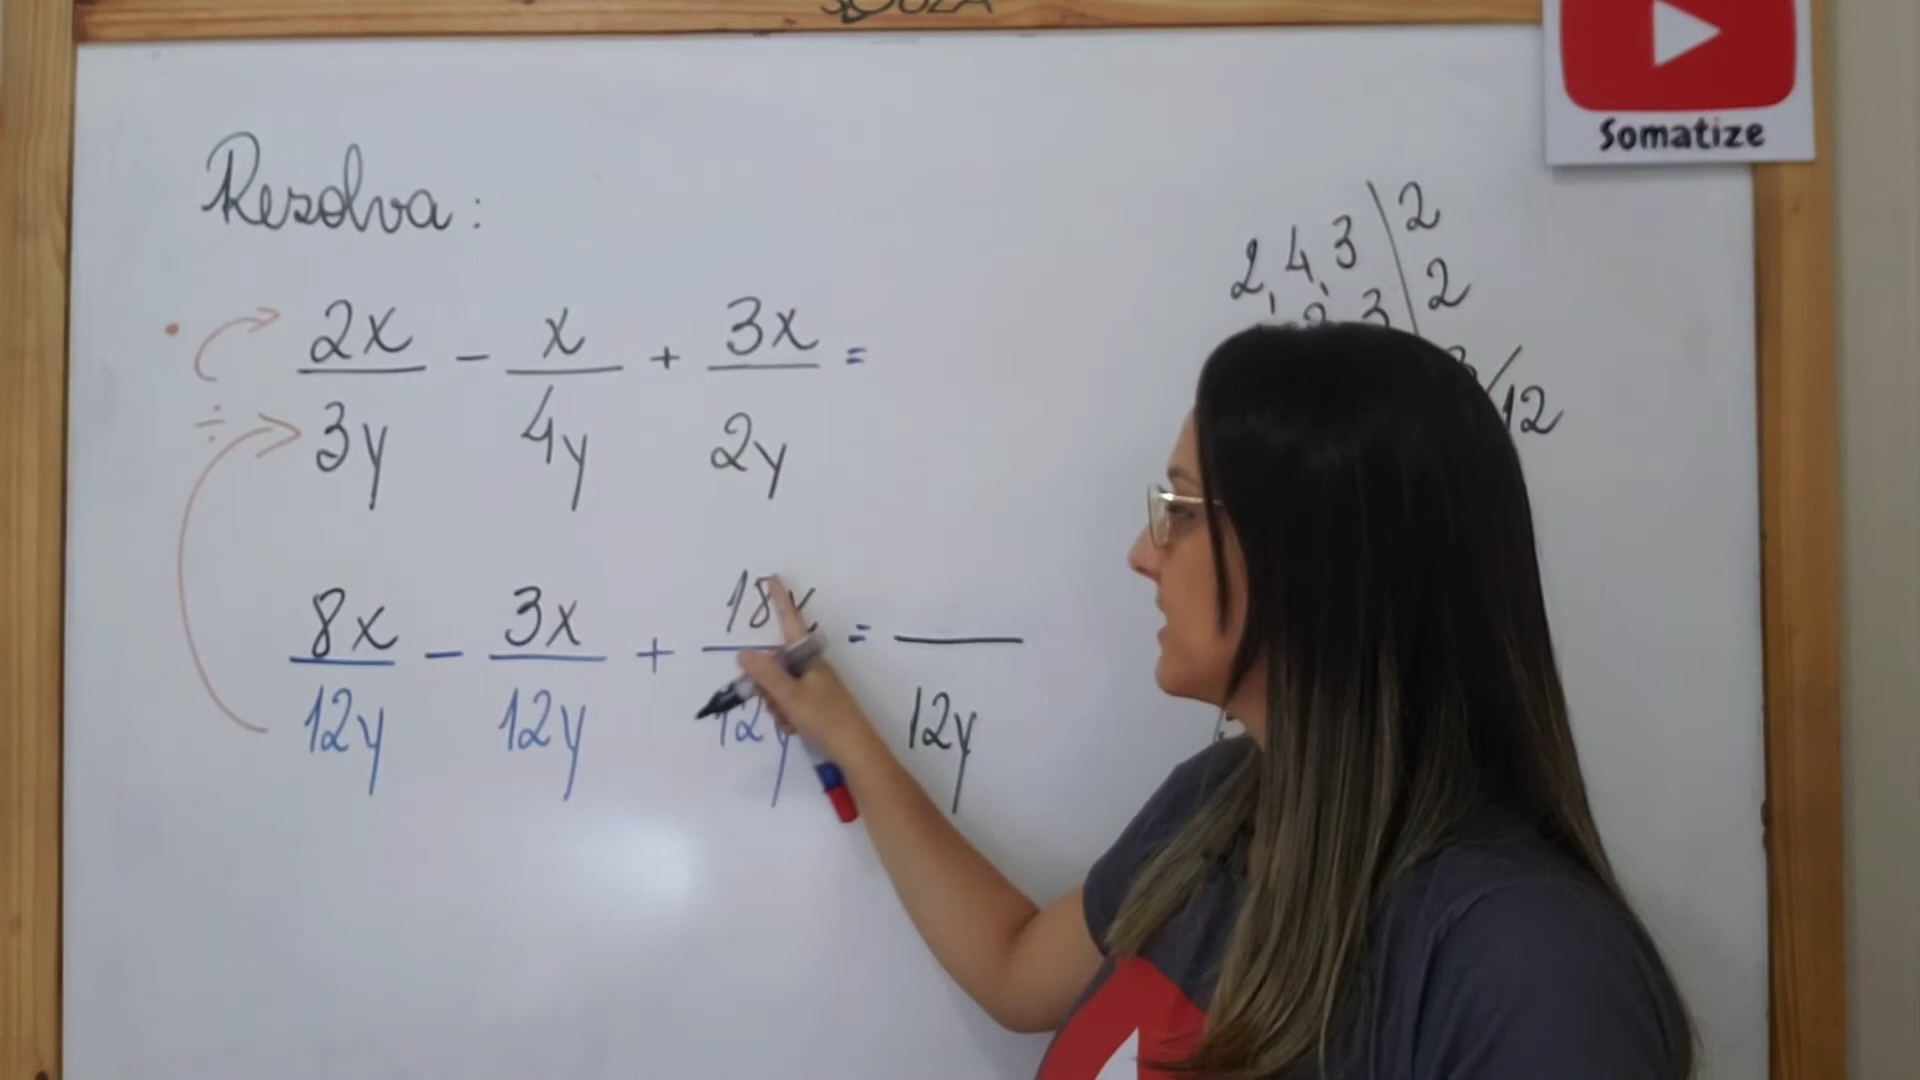 Somatize
Resolva:
2x/3y - x/4y + 3x/2y =
8x/12y - 3x/12y + 18x/12y = /12y
2, 4, 3 | 2
2, 3 | 2
3 / 12